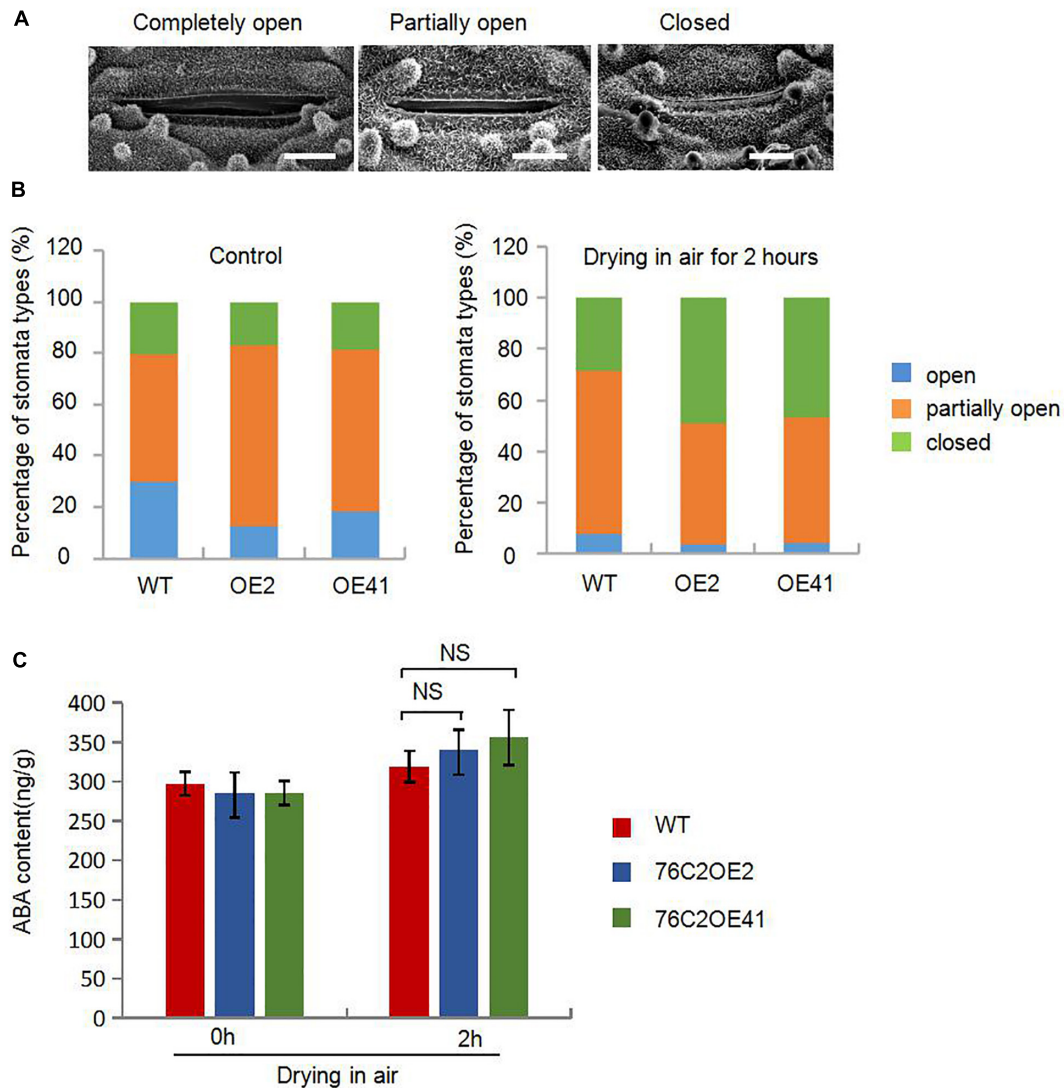 A
Completely open
Partially open
Closed
B
Percentage of stomata types (%)
120
100
80
60
40
20
0
Control
WT
OE2
OE41
Percentage of stomata types (%)
120
100
80
60
40
20
0
Drying in air for 2 hours
WT
OE2
OE41
open
partially open
closed
C
ABA content(ng/g)
400
350
300
250
200
150
100
50
0
NS
NS
0h
2h
Drying in air
WT
76C2OE2
76C2OE41